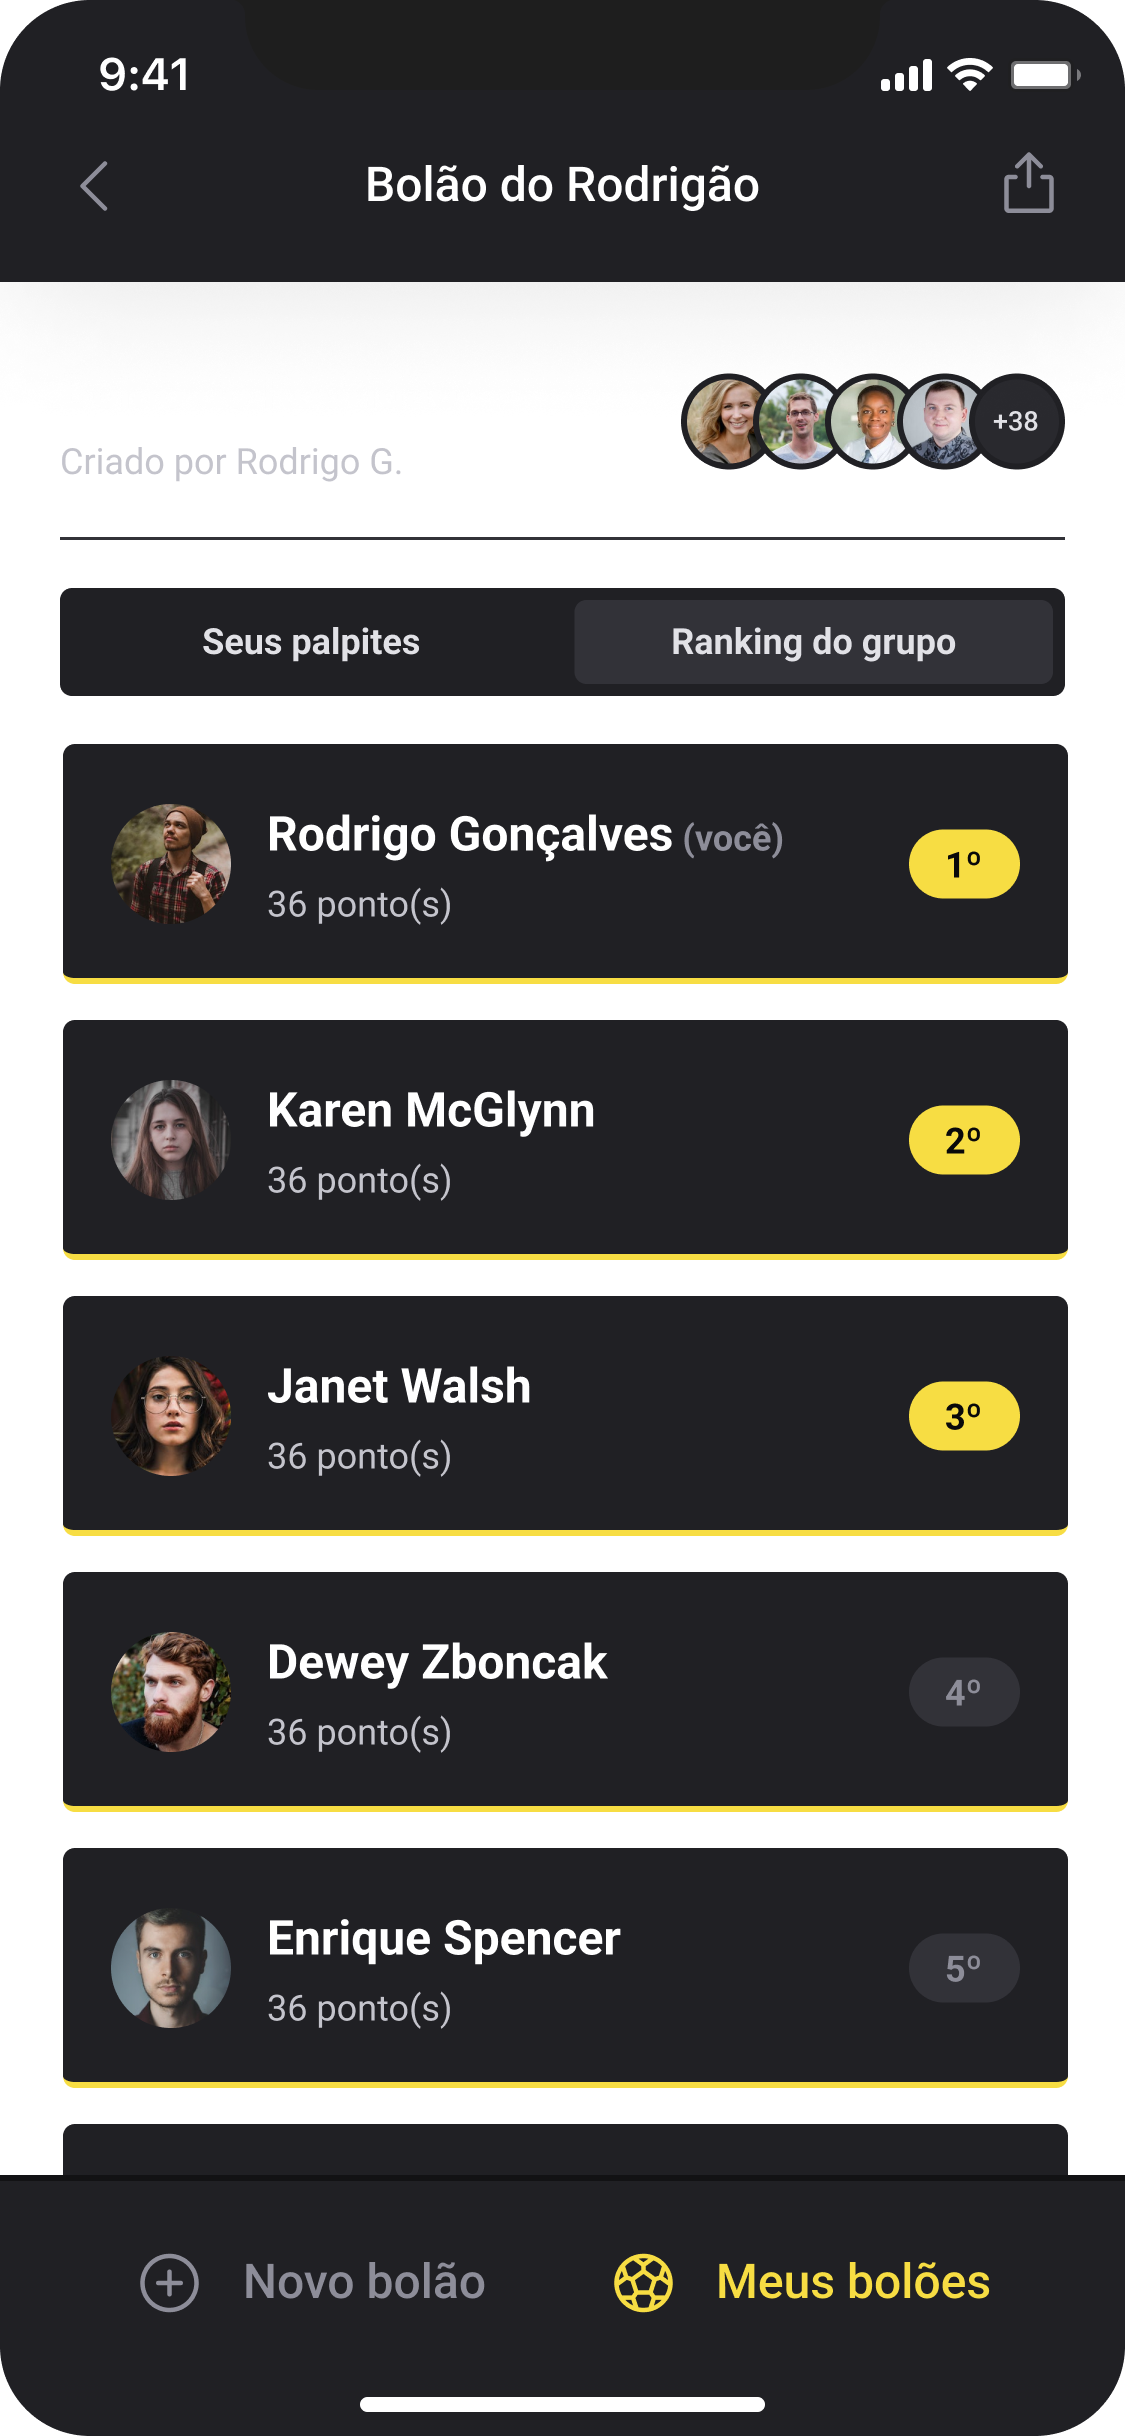 9:41
Bolão do Rodrigão
+38
Criado por Rodrigo G.
Seus palpites
Ranking do grupo
Rodrigo Gonçalves (você)
36 ponto(s)
1º
Karen McGlynn
36 ponto(s)
2º
Janet Walsh
36 ponto(s)
3º
Dewey Zboncak
36 ponto(s)
4º
Enrique Spencer
36 ponto(s)
5º
Novo bolão
Meus bolões